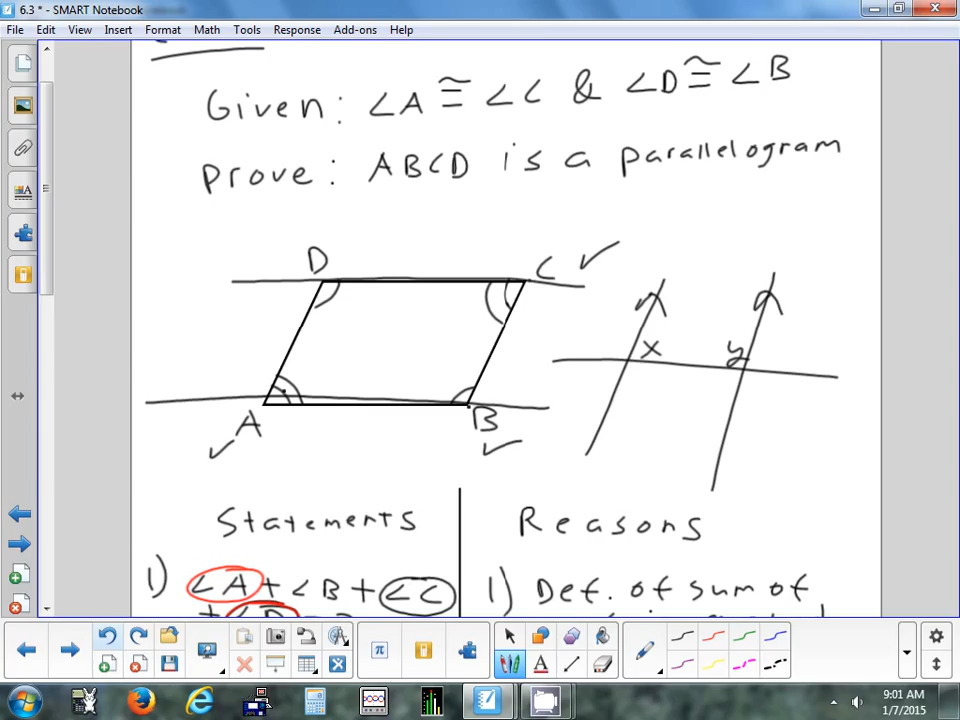 6.3 * - SMART Notebook
File Edit View Insert Format Math Tools Response Add-ons Help
Given: ∠A ≅ ∠C & ∠D ≅ ∠B
Prove: ABCD is a parallelogram
D C
x y
A B
Statements Reasons
1) ∠A + ∠B + ∠C 1) Def. of sum of
9:01 AM
1/7/2015